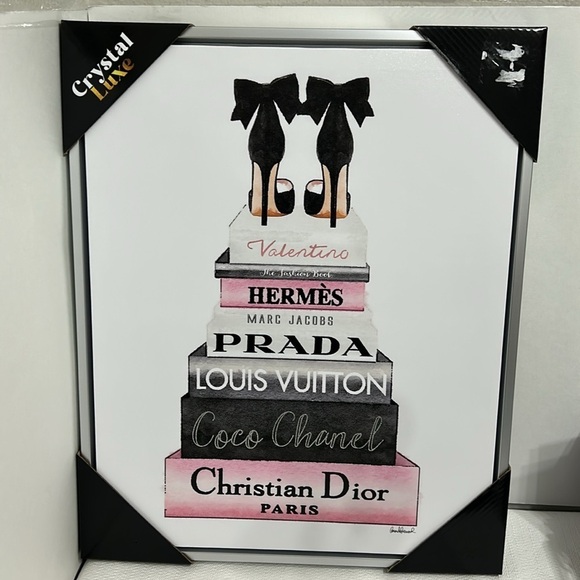 Crystal
Luxe
Valentino
The Fashion Book
HERMÈS
MARC JACOBS
PRADA
LOUIS VUITTON
Coco Chanel
Christian Dior
PARIS